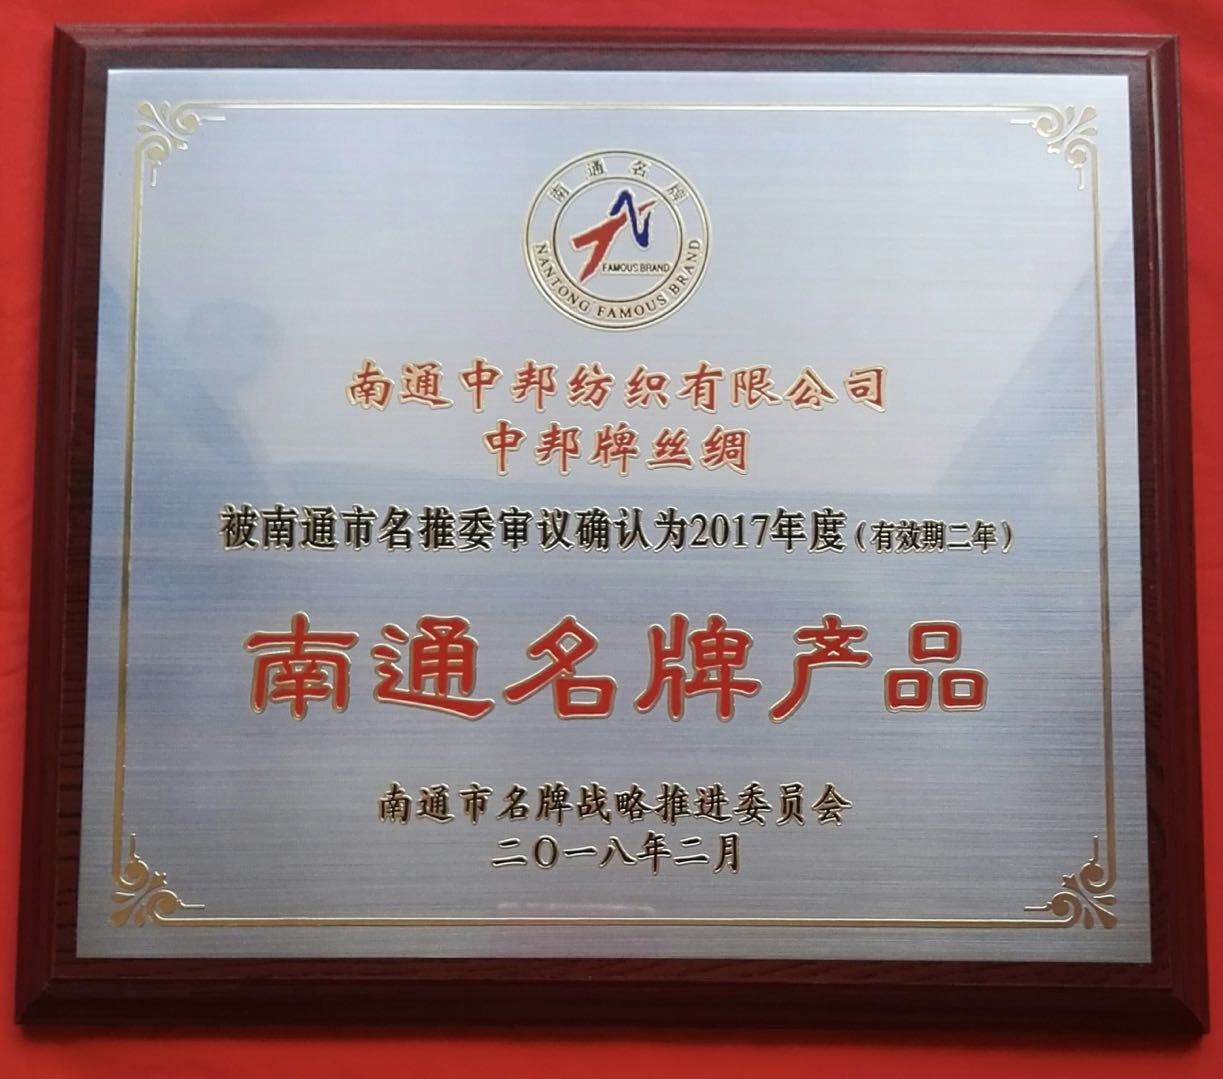 南通名牌
FAMOUS BRAND
NANTONG FAMOUS BRAND
南通中邦纺织有限公司
中邦牌丝绸
被南通市名推委审议确认为2017年度(有效期二年)
南通名牌产品
南通市名牌战略推进委员会
二〇一八年二月